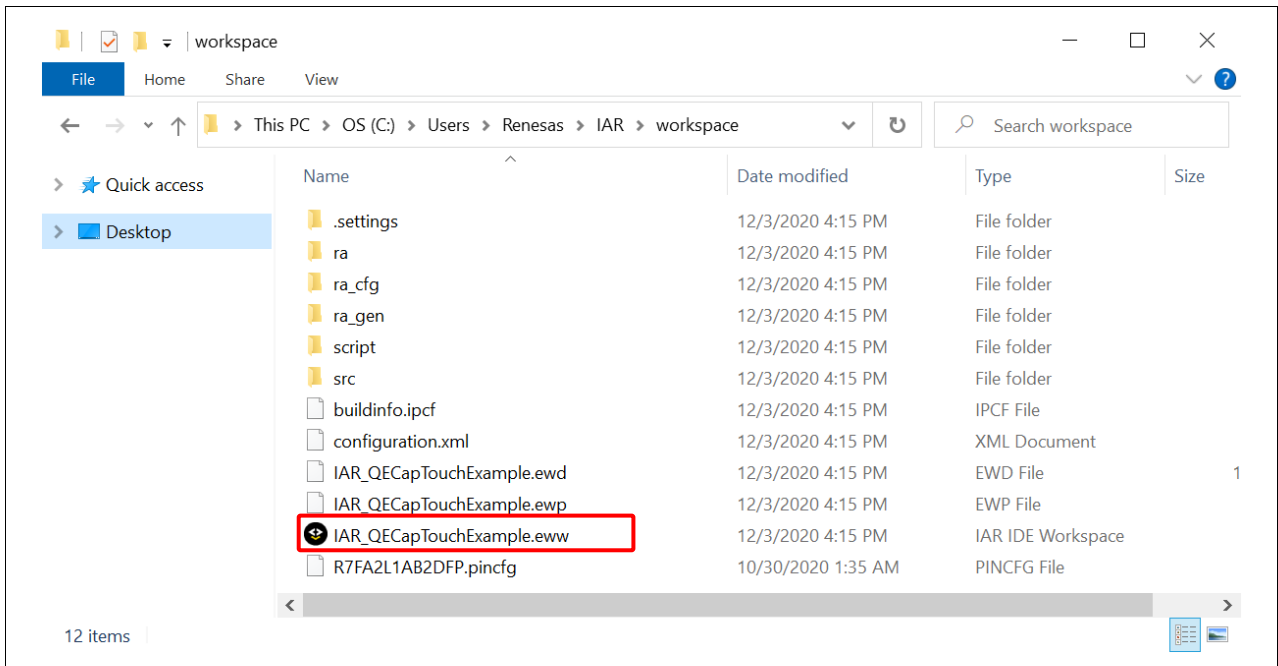 workspace
File Home Share View ?
This PC > OS (C:) > Users > Renesas > IAR > workspace Search workspace
Quick access
Desktop
Name Date modified Type Size
.settings 12/3/2020 4:15 PM File folder
ra 12/3/2020 4:15 PM File folder
ra_cfg 12/3/2020 4:15 PM File folder
ra_gen 12/3/2020 4:15 PM File folder
script 12/3/2020 4:15 PM File folder
src 12/3/2020 4:15 PM File folder
buildinfo.ipcf 12/3/2020 4:15 PM IPCF File
configuration.xml 12/3/2020 4:15 PM XML Document
IAR_QECapTouchExample.ewd 12/3/2020 4:15 PM EWD File 1
IAR_QECapTouchExample.ewp 12/3/2020 4:15 PM EWP File
IAR_QECapTouchExample.eww 12/3/2020 4:15 PM IAR IDE Workspace
R7FA2L1AB2DFP.pincfg 10/30/2020 1:35 AM PINCFG File
12 items